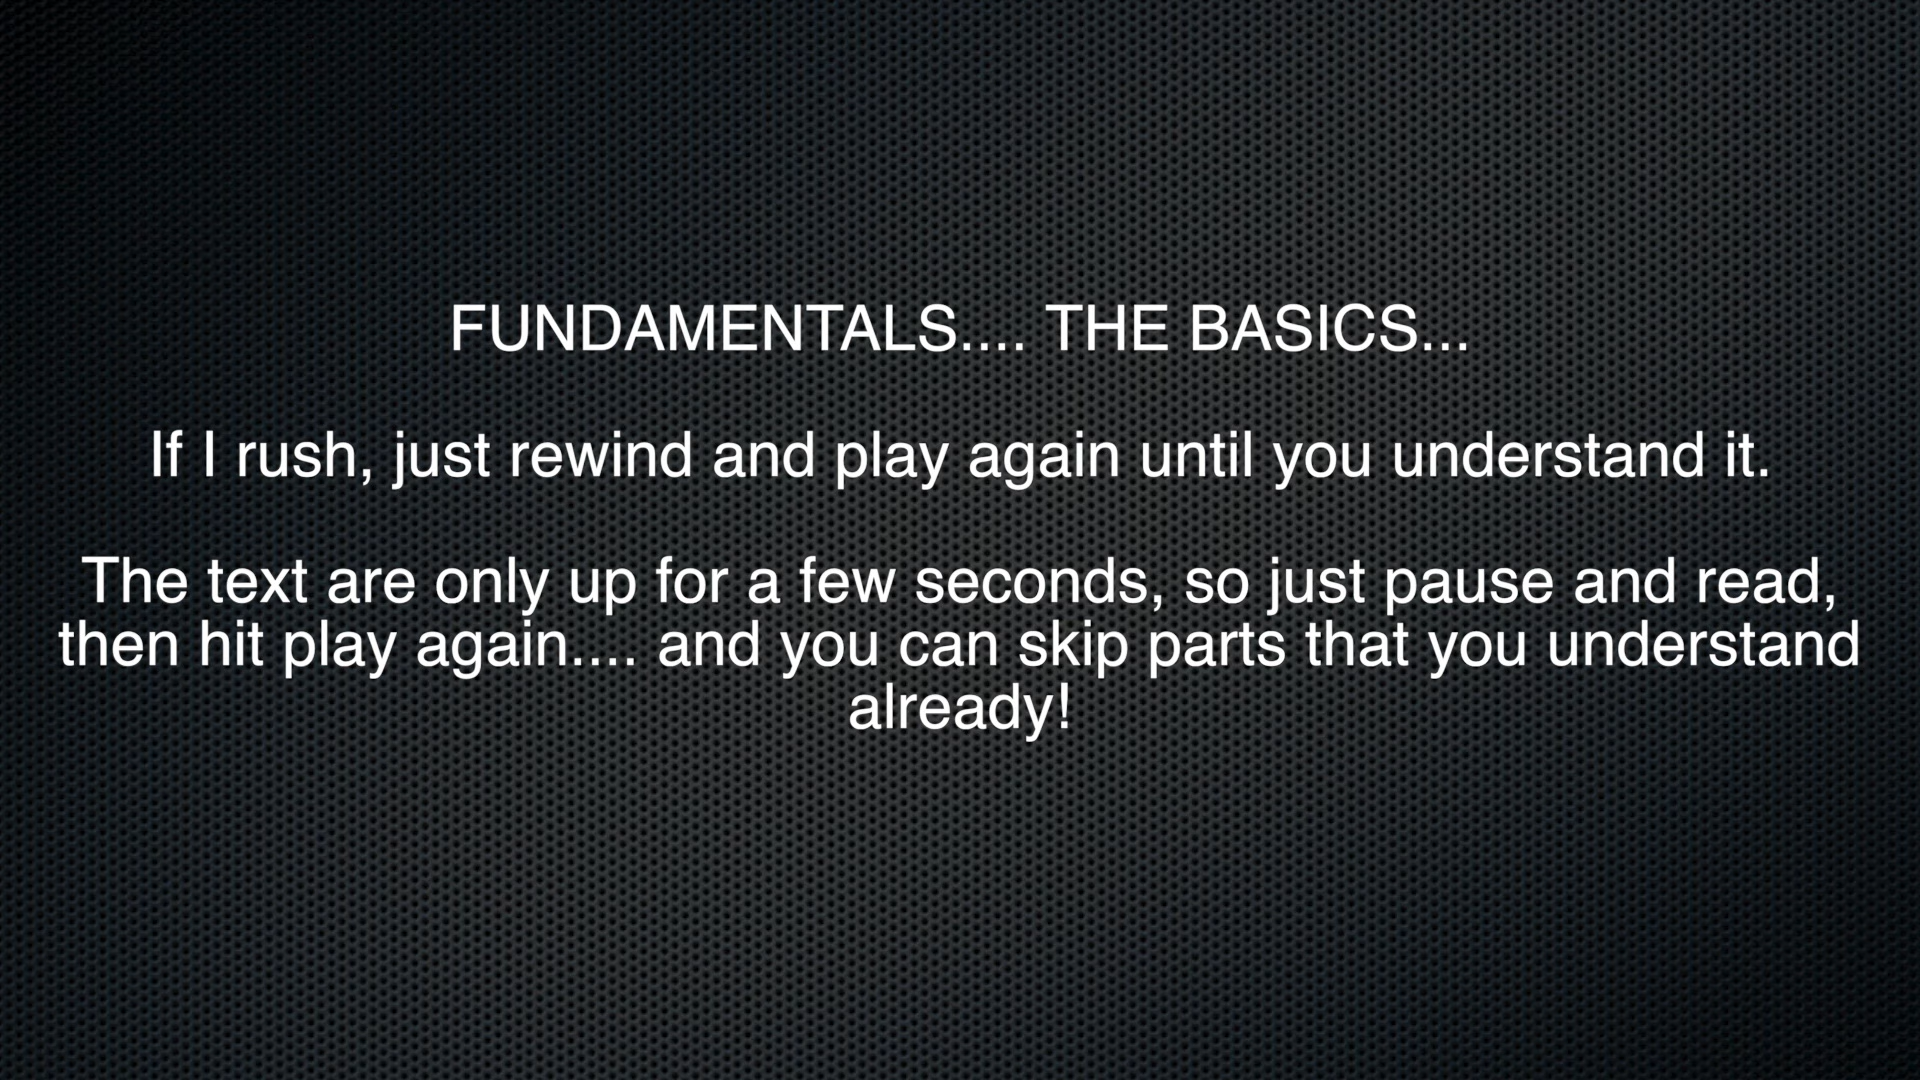 FUNDAMENTALS.... THE BASICS...
If I rush, just rewind and play again until you understand it.
The text are only up for a few seconds, so just pause and read,
then hit play again.... and you can skip parts that you understand
already!